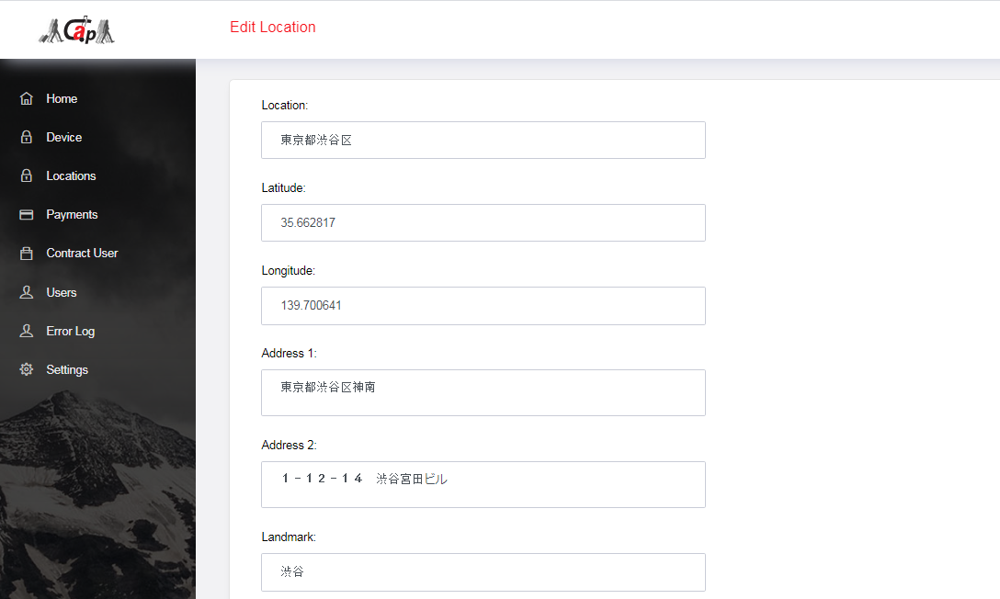 Cap
Edit Location
Home
Device
Locations
Payments
Contract User
Users
Error Log
Settings
Location:
東京都渋谷区
Latitude:
35.662817
Longitude:
139.700641
Address 1:
東京都渋谷区神南
Address 2:
１－１２－１４　渋谷宮田ビル
Landmark:
渋谷